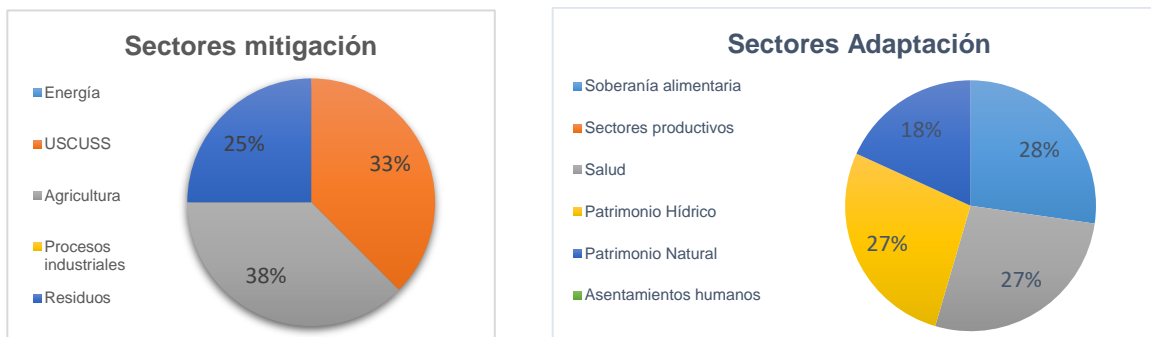 Sectores mitigación
Energía
USCUSS
Agricultura
Procesos
industriales
Residuos
25%
33%
38%
Sectores Adaptación
Soberanía alimentaria
Sectores productivos
Salud
Patrimonio Hídrico
Patrimonio Natural
Asentamientos humanos
18%
28%
27%
27%